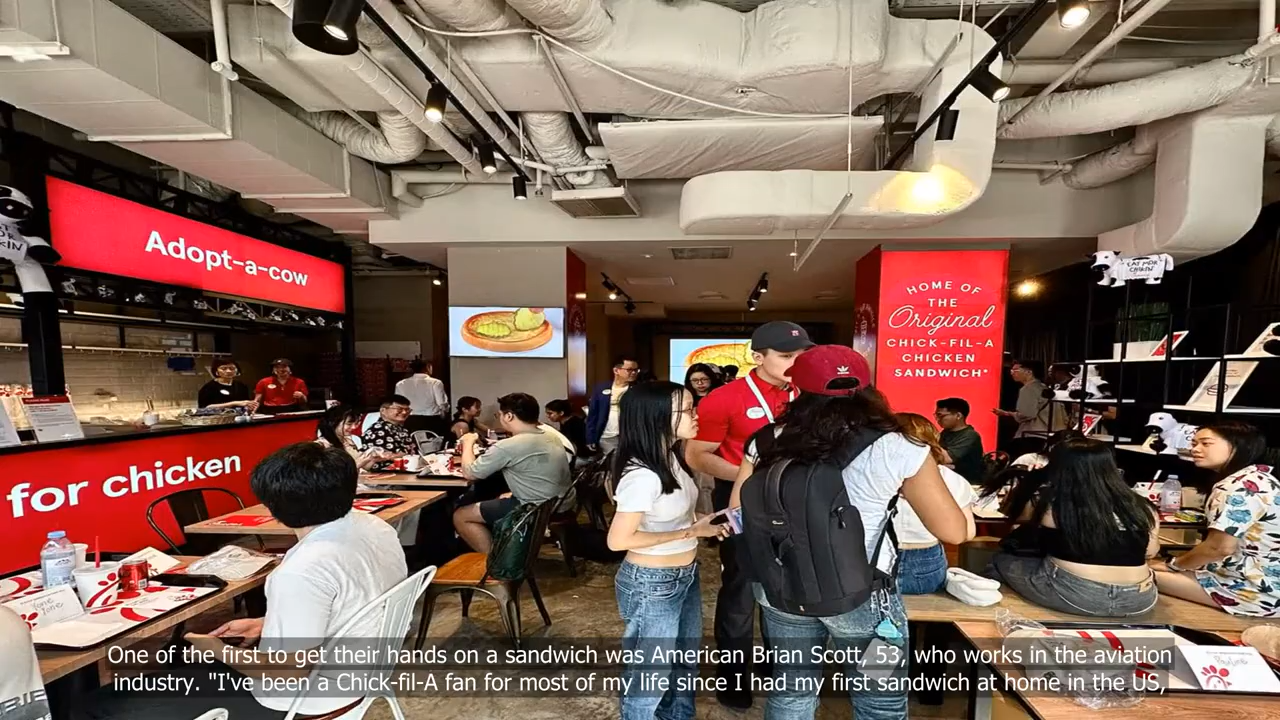 Adopt-a-cow
HOME OF
THE
Original
CHICK-FIL-A
CHICKEN
SANDWICH*
for chicken
One of the first to get their hands on a sandwich was American Brian Scott, 53, who works in the aviation
industry. "I've been a Chick-fil-A fan for most of my life since I had my first sandwich at home in the US,